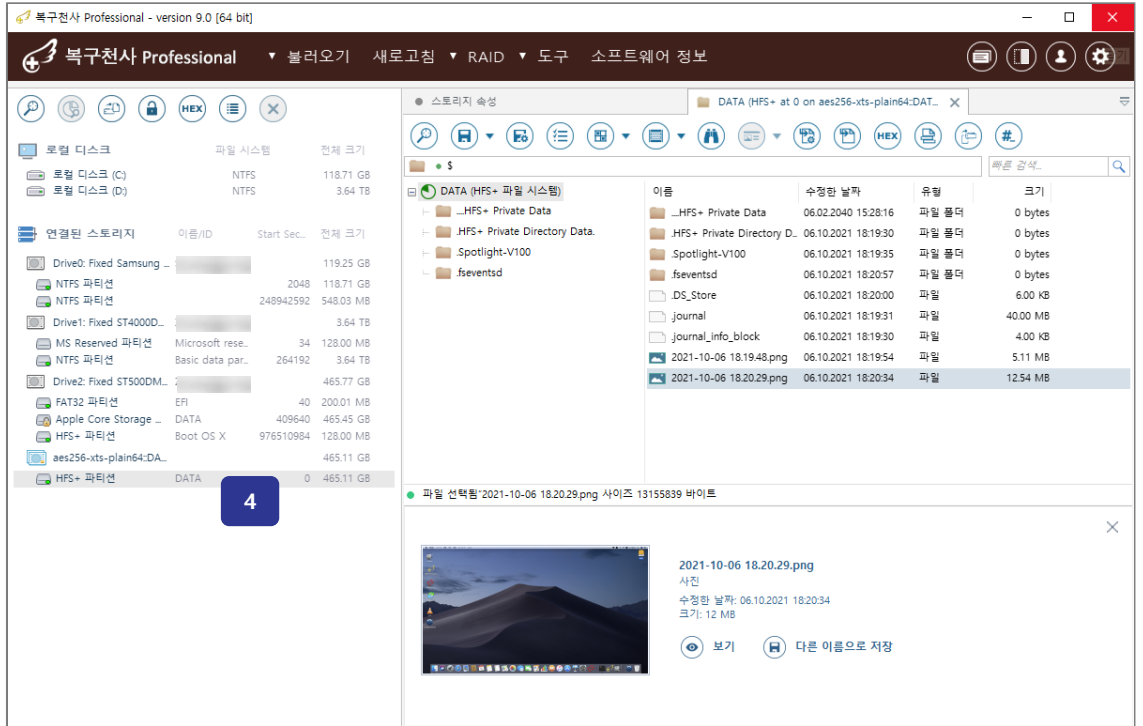 복구천사 Professional - version 9.0 [64 bit]
복구천사 Professional ▼ 불러오기 새로고침 ▼ RAID ▼ 도구 소프트웨어 정보
HEX
로컬 디스크 파일 시스템 전체 크기
로컬 디스크 (C:) NTFS 118.71 GB
로컬 디스크 (D:) NTFS 3.64 TB
연결된 스토리지 이름/ID Start Sec... 전체 크기
Drive0: Fixed Samsung ... 119.25 GB
NTFS 파티션 2048 118.71 GB
NTFS 파티션 248942592 548.03 MB
Drive1: Fixed ST4000D... 3.64 TB
MS Reserved 파티션 Microsoft rese... 34 128.00 MB
NTFS 파티션 Basic data par... 264192 3.64 TB
Drive2: Fixed ST500DM... 465.77 GB
FAT32 파티션 EFI 40 200.01 MB
Apple Core Storage ... DATA 409640 465.45 GB
HFS+ 파티션 Boot OS X 976510984 128.00 MB
aes256-xts-plain64::DA... 465.11 GB
HFS+ 파티션 DATA 0 465.11 GB
4
스토리지 속성 DATA (HFS+ at 0 on aes256-xts-plain64::DAT...
HEX #_
$ 빠른 검색...
DATA (HFS+ 파일 시스템)
...HFS+ Private Data
.HFS+ Private Directory Data.
.Spotlight-V100
.fseventsd
이름 수정한 날짜 유형 크기
...HFS+ Private Data 06.02.2040 15:28:16 파일 폴더 0 bytes
.HFS+ Private Directory D... 06.10.2021 18:19:30 파일 폴더 0 bytes
.Spotlight-V100 06.10.2021 18:19:35 파일 폴더 0 bytes
.fseventsd 06.10.2021 18:20:57 파일 폴더 0 bytes
.DS_Store 06.10.2021 18:20:00 파일 6.00 KB
.journal 06.10.2021 18:19:31 파일 40.00 MB
.journal_info_block 06.10.2021 18:19:30 파일 4.00 KB
2021-10-06 18.19.48.png 06.10.2021 18:19:54 파일 5.11 MB
2021-10-06 18.20.29.png 06.10.2021 18:20:34 파일 12.54 MB
파일 선택됨"2021-10-06 18.20.29.png 사이즈 13155839 바이트
2021-10-06 18.20.29.png
사진
수정한 날짜: 06.10.2021 18:20:34
크기: 12 MB
보기 다른 이름으로 저장